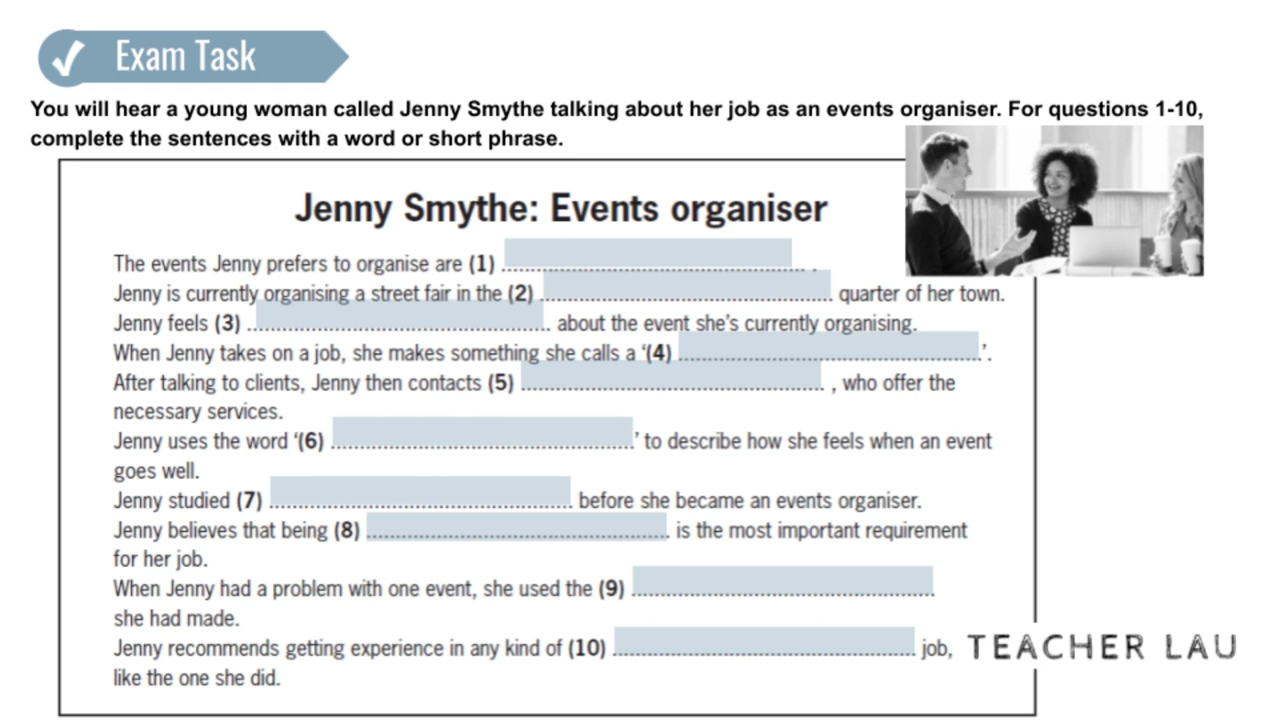 Exam Task
You will hear a young woman called Jenny Smythe talking about her job as an events organiser. For questions 1-10,
complete the sentences with a word or short phrase.
Jenny Smythe: Events organiser
The events Jenny prefers to organise are (1) .................... .
Jenny is currently organising a street fair in the (2) .................... quarter of her town.
Jenny feels (3) .................... about the event she's currently organising.
When Jenny takes on a job, she makes something she calls a '(4) ....................'.
After talking to clients, Jenny then contacts (5) .................... , who offer the
necessary services.
Jenny uses the word '(6) ....................' to describe how she feels when an event
goes well.
Jenny studied (7) .................... before she became an events organiser.
Jenny believes that being (8) .................... is the most important requirement
for her job.
When Jenny had a problem with one event, she used the (9) ....................
she had made.
Jenny recommends getting experience in any kind of (10) .................... job,
like the one she did.
TEACHER LAU